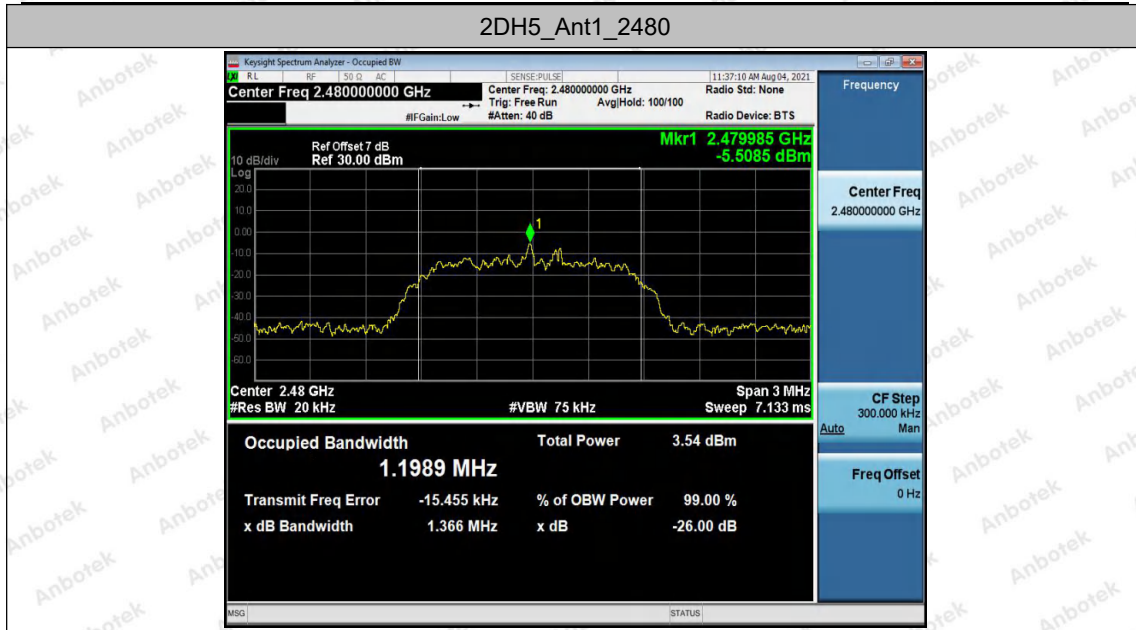 2DH5_Ant1_2480
Keysight Spectrum Analyzer - Occupied BW
LXI RL RF 50 Ω AC SENSE:PULSE 11:37:10 AM Aug 04, 2021
Center Freq 2.480000000 GHz Center Freq: 2.480000000 GHz Radio Std: None Frequency
Trig: Free Run Avg|Hold: 100/100
#IFGain:Low #Atten: 40 dB Radio Device: BTS
Mkr1 2.479985 GHz
Ref Offset 7 dB
10 dB/div Ref 30.00 dBm -5.5085 dBm
Log
20.0
10.0
0.00
-10.0
-20.0
-30.0
-40.0
-50.0
-60.0
1
Center Freq
2.480000000 GHz
Center 2.48 GHz Span 3 MHz
#Res BW 20 kHz #VBW 75 kHz Sweep 7.133 ms
CF Step
300.000 kHz
Auto Man
Occupied Bandwidth Total Power 3.54 dBm
1.1989 MHz
Freq Offset
0 Hz
Transmit Freq Error -15.455 kHz % of OBW Power 99.00 %
x dB Bandwidth 1.366 MHz x dB -26.00 dB
MSG STATUS
Anbotek